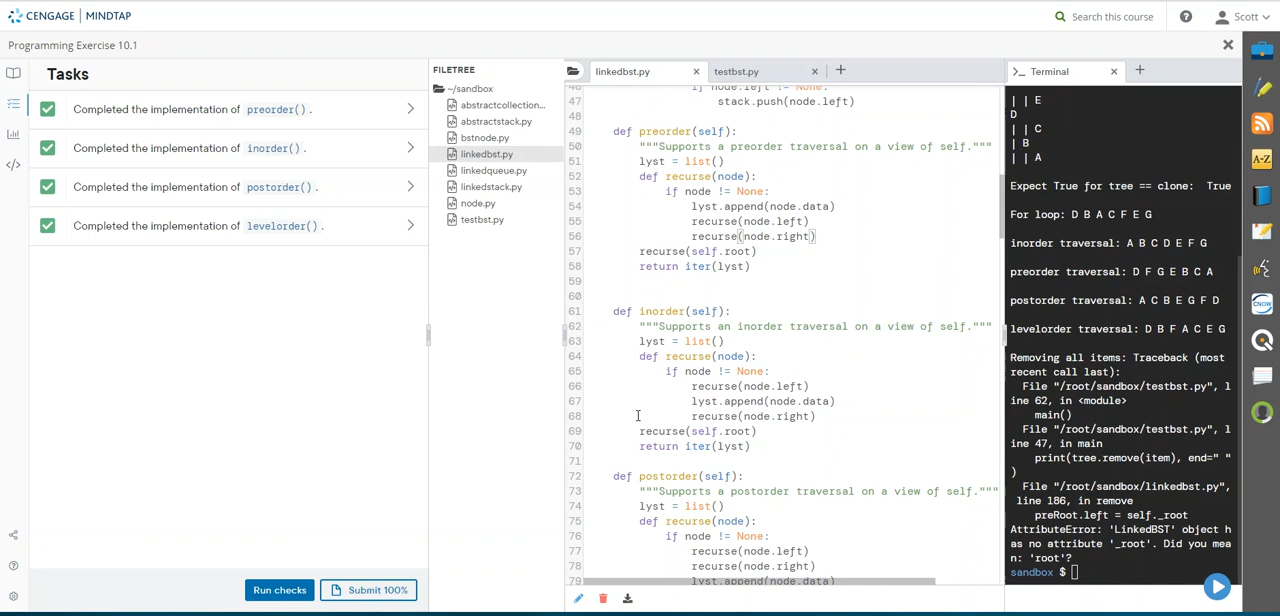 CENGAGE | MINDTAP
Search this course
Scott
Programming Exercise 10.1
Tasks
Completed the implementation of preorder() .
Completed the implementation of inorder() .
Completed the implementation of postorder() .
Completed the implementation of levelorder() .
Run checks
Submit 100%
FILETREE
~/sandbox
abstractcollection...
abstractstack.py
bstnode.py
linkedbst.py
linkedqueue.py
linkedstack.py
node.py
testbst.py
linkedbst.py
testbst.py
47 stack.push(node.left)
48
49 def preorder(self):
50 """Supports a preorder traversal on a view of self."""
51 lyst = list()
52 def recurse(node):
53 if node != None:
54 lyst.append(node.data)
55 recurse(node.left)
56 recurse(node.right)
57 recurse(self.root)
58 return iter(lyst)
59
60
61 def inorder(self):
62 """Supports an inorder traversal on a view of self."""
63 lyst = list()
64 def recurse(node):
65 if node != None:
66 recurse(node.left)
67 lyst.append(node.data)
68 recurse(node.right)
69 recurse(self.root)
70 return iter(lyst)
71
72 def postorder(self):
73 """Supports a postorder traversal on a view of self."""
74 lyst = list()
75 def recurse(node):
76 if node != None:
77 recurse(node.left)
78 recurse(node.right)
79 lyst.append(node.data)
>_ Terminal
| | E
D
| | C
| B
| | A
Expect True for tree == clone: True
For loop: D B A C F E G
inorder traversal: A B C D E F G
preorder traversal: D F G E B C A
postorder traversal: A C B E G F D
levelorder traversal: D B F A C E G
Removing all items: Traceback (most
recent call last):
File "/root/sandbox/testbst.py", l
ine 62, in <module>
main()
File "/root/sandbox/testbst.py", l
ine 47, in main
print(tree.remove(item), end=" "
)
File "/root/sandbox/linkedbst.py",
line 186, in remove
preRoot.left = self._root
AttributeError: 'LinkedBST' object h
as no attribute '_root'. Did you mea
n: 'root'?
sandbox $
A-Z
CNOW